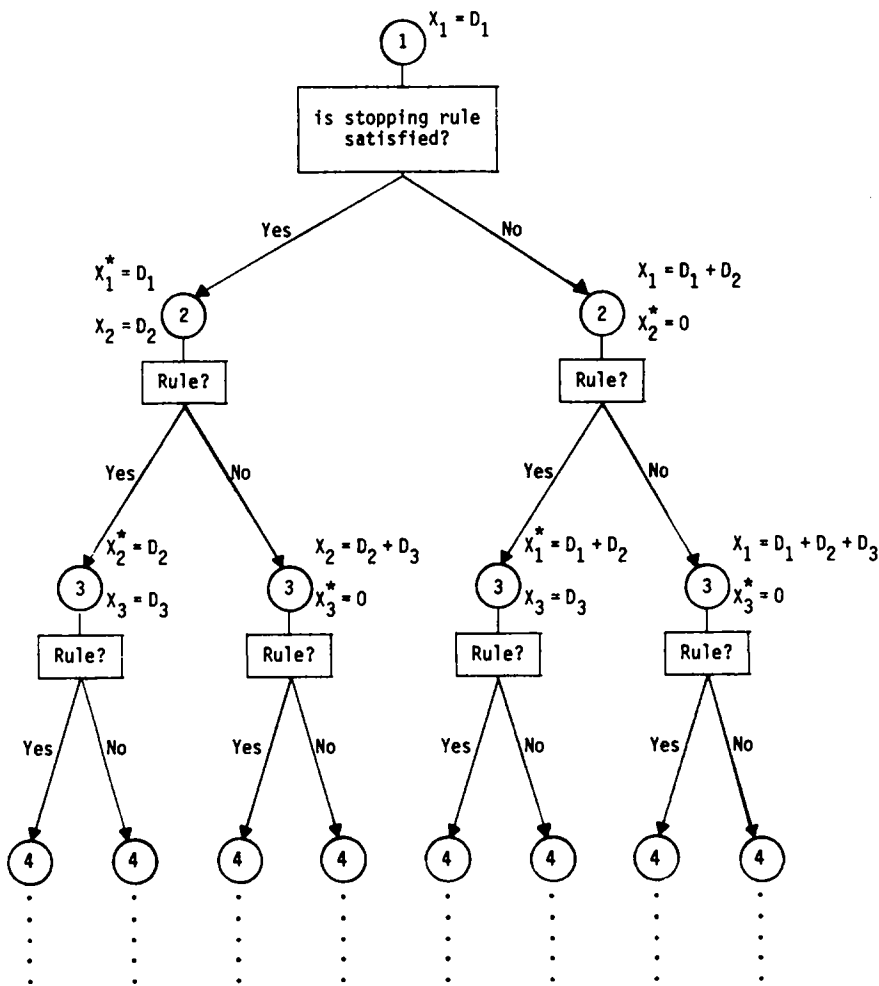 1 X₁ = D₁
is stopping rule
satisfied?
Yes No
X₁* = D₁ X₁ = D₁ + D₂
2 2
X₂ = D₂ X₂* = 0
Rule? Rule?
Yes No Yes No
X₂* = D₂ X₂ = D₂ + D₃ X₁* = D₁ + D₂ X₁ = D₁ + D₂ + D₃
3 3 3 3
X₃ = D₃ X₃* = 0 X₃ = D₃ X₃* = 0
Rule? Rule? Rule? Rule?
Yes No Yes No Yes No Yes No
4 4 4 4 4 4 4 4